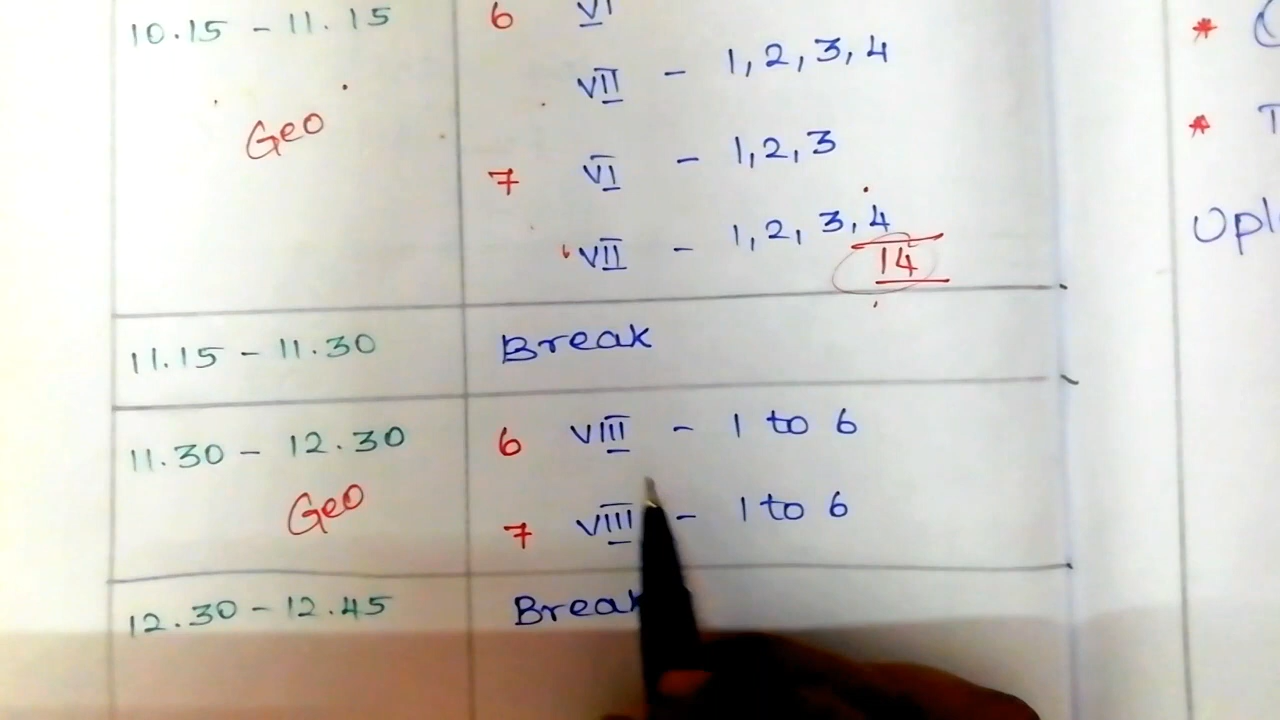 10.15 - 11.15 6 VI
VII - 1, 2, 3, 4
Geo
7 VI - 1, 2, 3
VII - 1, 2, 3, 4
14
11.15 - 11.30 Break
11.30 - 12.30 6 VIII - 1 to 6
Geo
7 VIII - 1 to 6
12.30 - 12.45 Break
* 
* T
Upl